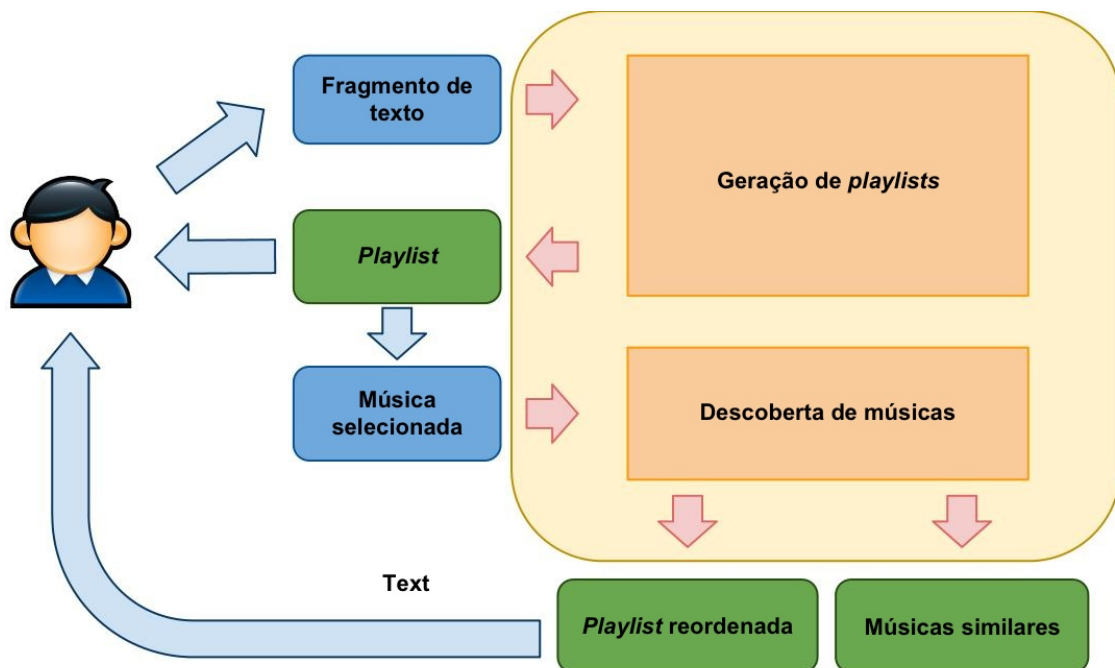 Fragmento de
texto
Geração de playlists
Playlist
Música
selecionada
Descoberta de músicas
Text
Playlist reordenada
Músicas similares